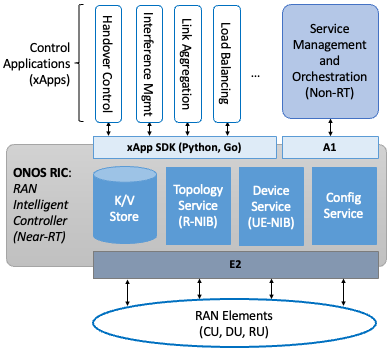 Control
Applications
(xApps)
Handover Control
Interference Mgmt
Link Aggregation
Load Balancing
...
Service
Management
and
Orchestration
(Non-RT)
xApp SDK (Python, Go)
A1
ONOS RIC:
RAN
Intelligent
Controller
(Near-RT)
K/V
Store
Topology
Service
(R-NIB)
Device
Service
(UE-NIB)
Config
Service
E2
RAN Elements
(CU, DU, RU)